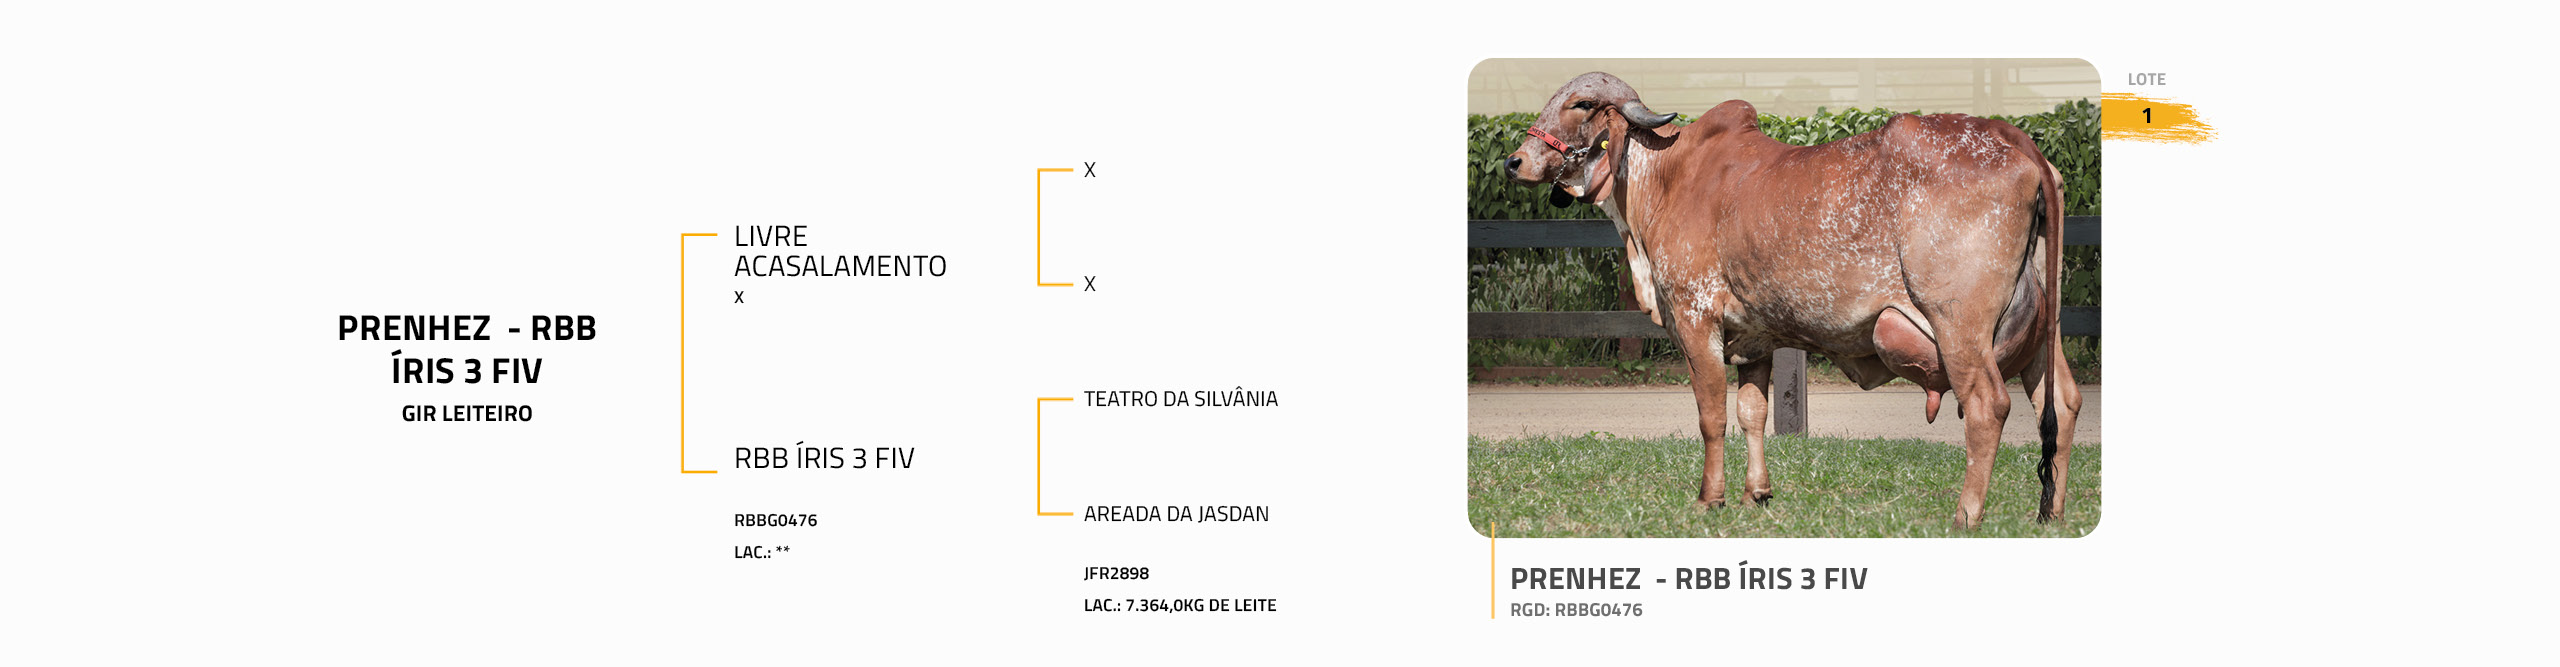 PRENHEZ - RBB
ÍRIS 3 FIV
GIR LEITEIRO
LIVRE
ACASALAMENTO
X
RBB ÍRIS 3 FIV
RBBG0476
LAC.: **
X
X
TEATRO DA SILVÂNIA
AREADA DA JASDAN
JFR2898
LAC.: 7.364,0KG DE LEITE
LOTE
1
PRENHEZ - RBB ÍRIS 3 FIV
RGD: RBBG0476